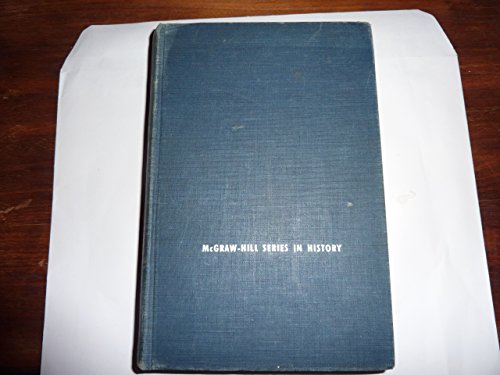 McGRAW-HILL SERIES IN HISTORY